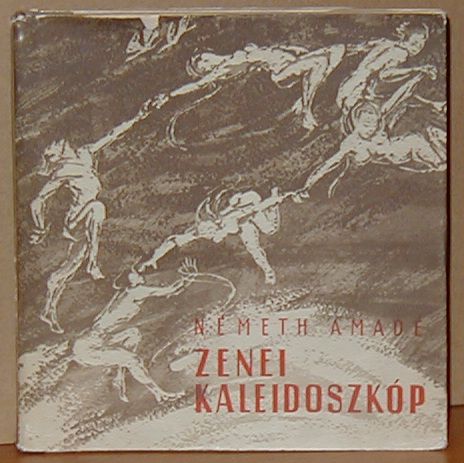 NÉMETH AMADÉ
ZENEI
KALEIDOSZKÓP